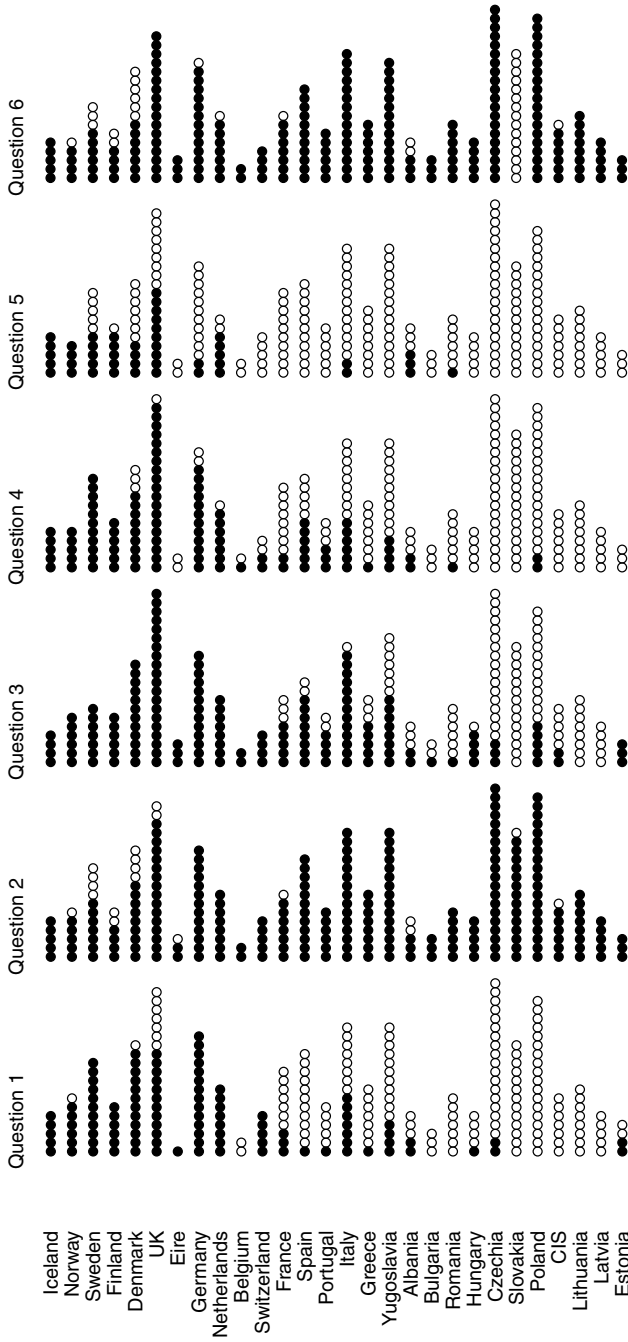 Question 1
Question 2
Question 3
Question 4
Question 5
Question 6
Iceland
Norway
Sweden
Finland
Denmark
UK
Eire
Germany
Netherlands
Belgium
Switzerland
France
Spain
Portugal
Italy
Greece
Yugoslavia
Albania
Bulgaria
Romania
Hungary
Czechia
Slovakia
Poland
CIS
Lithuania
Latvia
Estonia